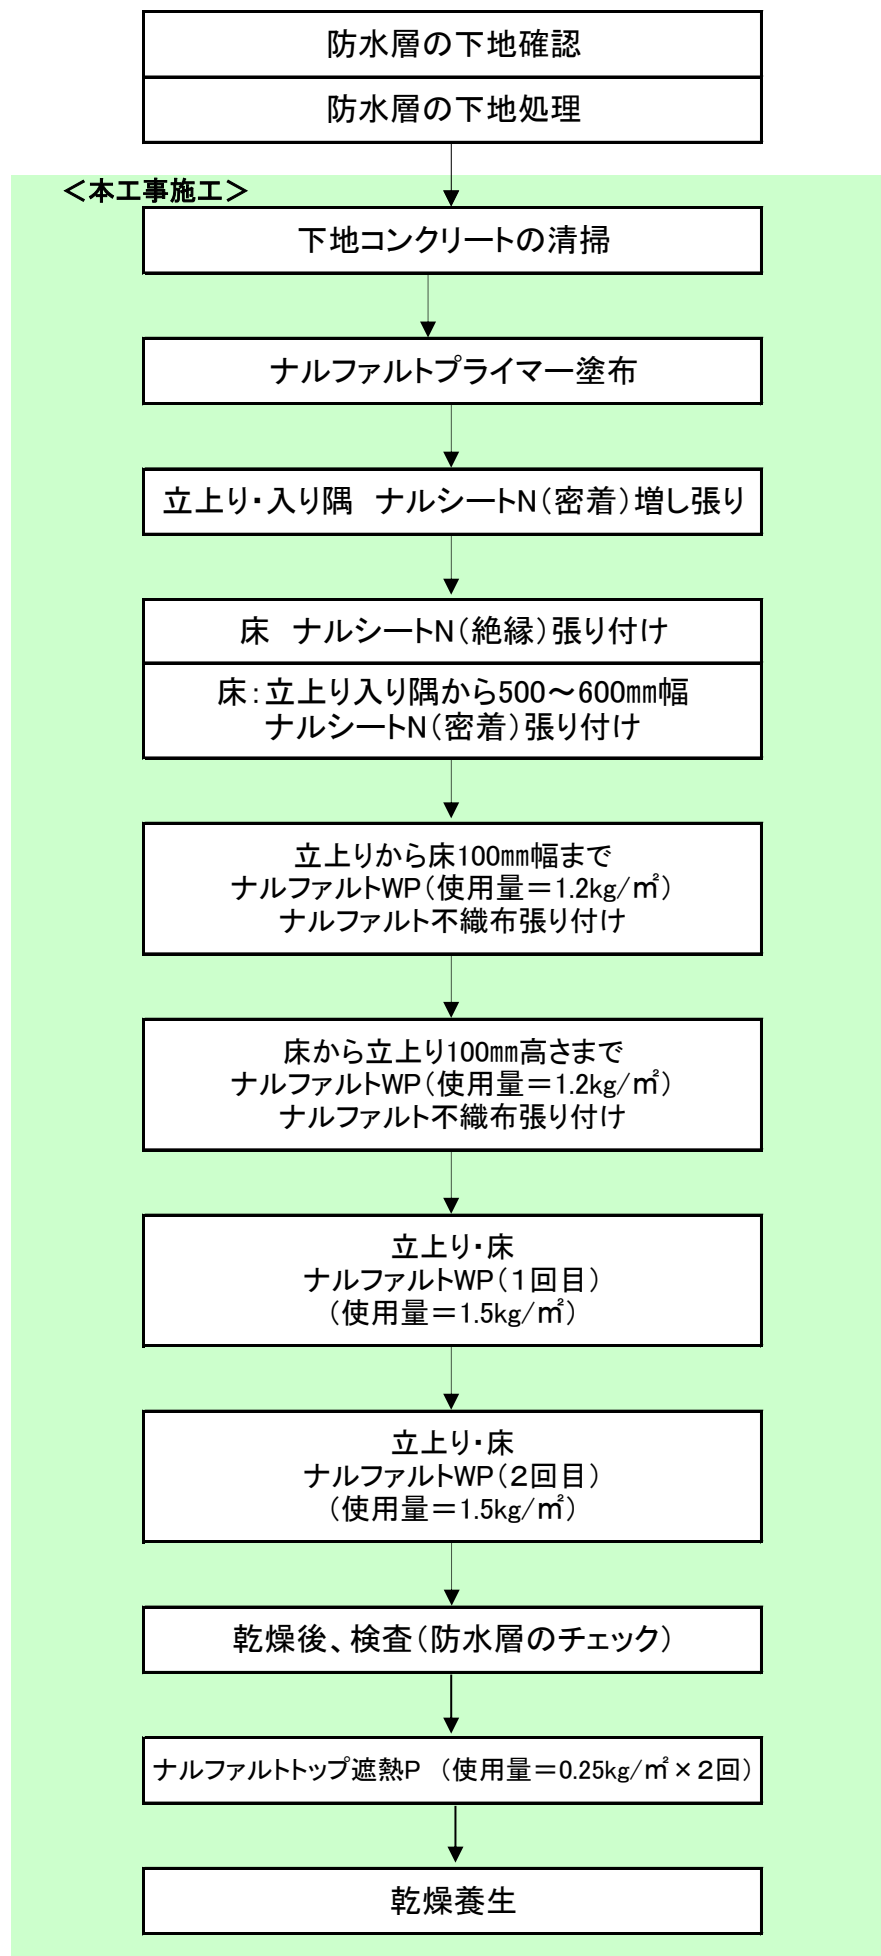 防水層の下地確認
防水層の下地処理
＜本工事施工＞
下地コンクリートの清掃
ナルファルトプライマー塗布
立上り・入り隅　ナルシートN（密着）増し張り
床　ナルシートN（絶縁）張り付け
床：立上り入り隅から500～600㎜幅
ナルシートN（密着）張り付け
立上りから床100㎜幅まで
ナルファルトWP（使用量＝1.2kg/㎡）
ナルファルト不織布張り付け
床から立上り100㎜高さまで
ナルファルトWP（使用量＝1.2kg/㎡）
ナルファルト不織布張り付け
立上り・床
ナルファルトWP（１回目）
（使用量＝1.5kg/㎡）
立上り・床
ナルファルトWP（２回目）
（使用量＝1.5kg/㎡）
乾燥後、検査（防水層のチェック）
ナルファルトトップ遮熱P　（使用量＝0.25kg/㎡×２回）
乾燥養生